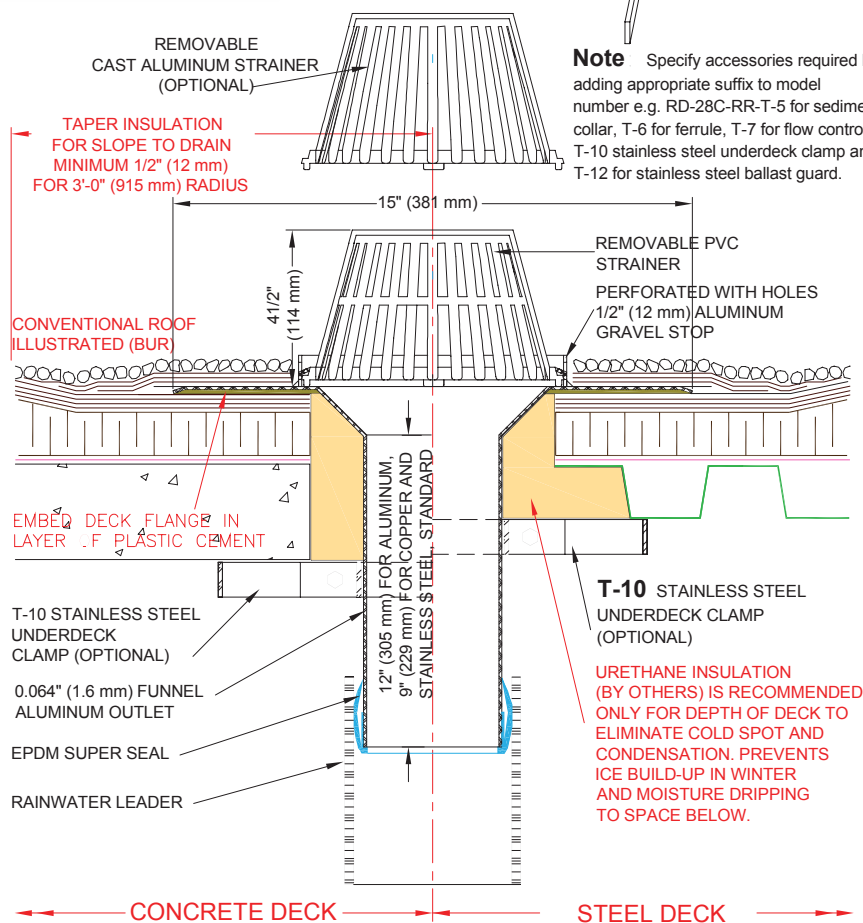 REMOVABLE
CAST ALUMINUM STRAINER
(OPTIONAL)
Note Specify accessories required
adding appropriate suffix to model
number e.g. RD-28C-RR-T-5 for
collar, T-6 for ferrule, T-7 for flow
T-10 stainless steel underdeck clamp
T-12 for stainless steel ballast guard.
TAPER INSULATION
FOR SLOPE TO DRAIN
MINIMUM 1/2" (12 mm)
FOR 3'-0" (915 mm) RADIUS
15" (381 mm)
41/2"
(114 mm)
REMOVABLE PVC
STRAINER
PERFORATED WITH HOLES
1/2" (12 mm) ALUMINUM
GRAVEL STOP
CONVENTIONAL ROOF
ILLUSTRATED (BUR)
EMBED DECK FLANGE IN
LAYER F PLASTIC CEMENT
12" (305 mm) FOR ALUMINUM,
9" (229 mm) FOR COPPER AND
STAINLESS STEEL, STANDARD
T-10 STAINLESS STEEL
UNDERDECK
CLAMP (OPTIONAL)
0.064" (1.6 mm) FUNNEL
ALUMINUM OUTLET
EPDM SUPER SEAL
RAINWATER LEADER
T-10 STAINLESS STEEL
UNDERDECK CLAMP
(OPTIONAL)
URETHANE INSULATION
(BY OTHERS) IS RECOMMENDED
ONLY FOR DEPTH OF DECK TO
ELIMINATE COLD SPOT AND
CONDENSATION. PREVENTS
ICE BUILD-UP IN WINTER
AND MOISTURE DRIPPING
TO SPACE BELOW.
CONCRETE DECK
STEEL DECK